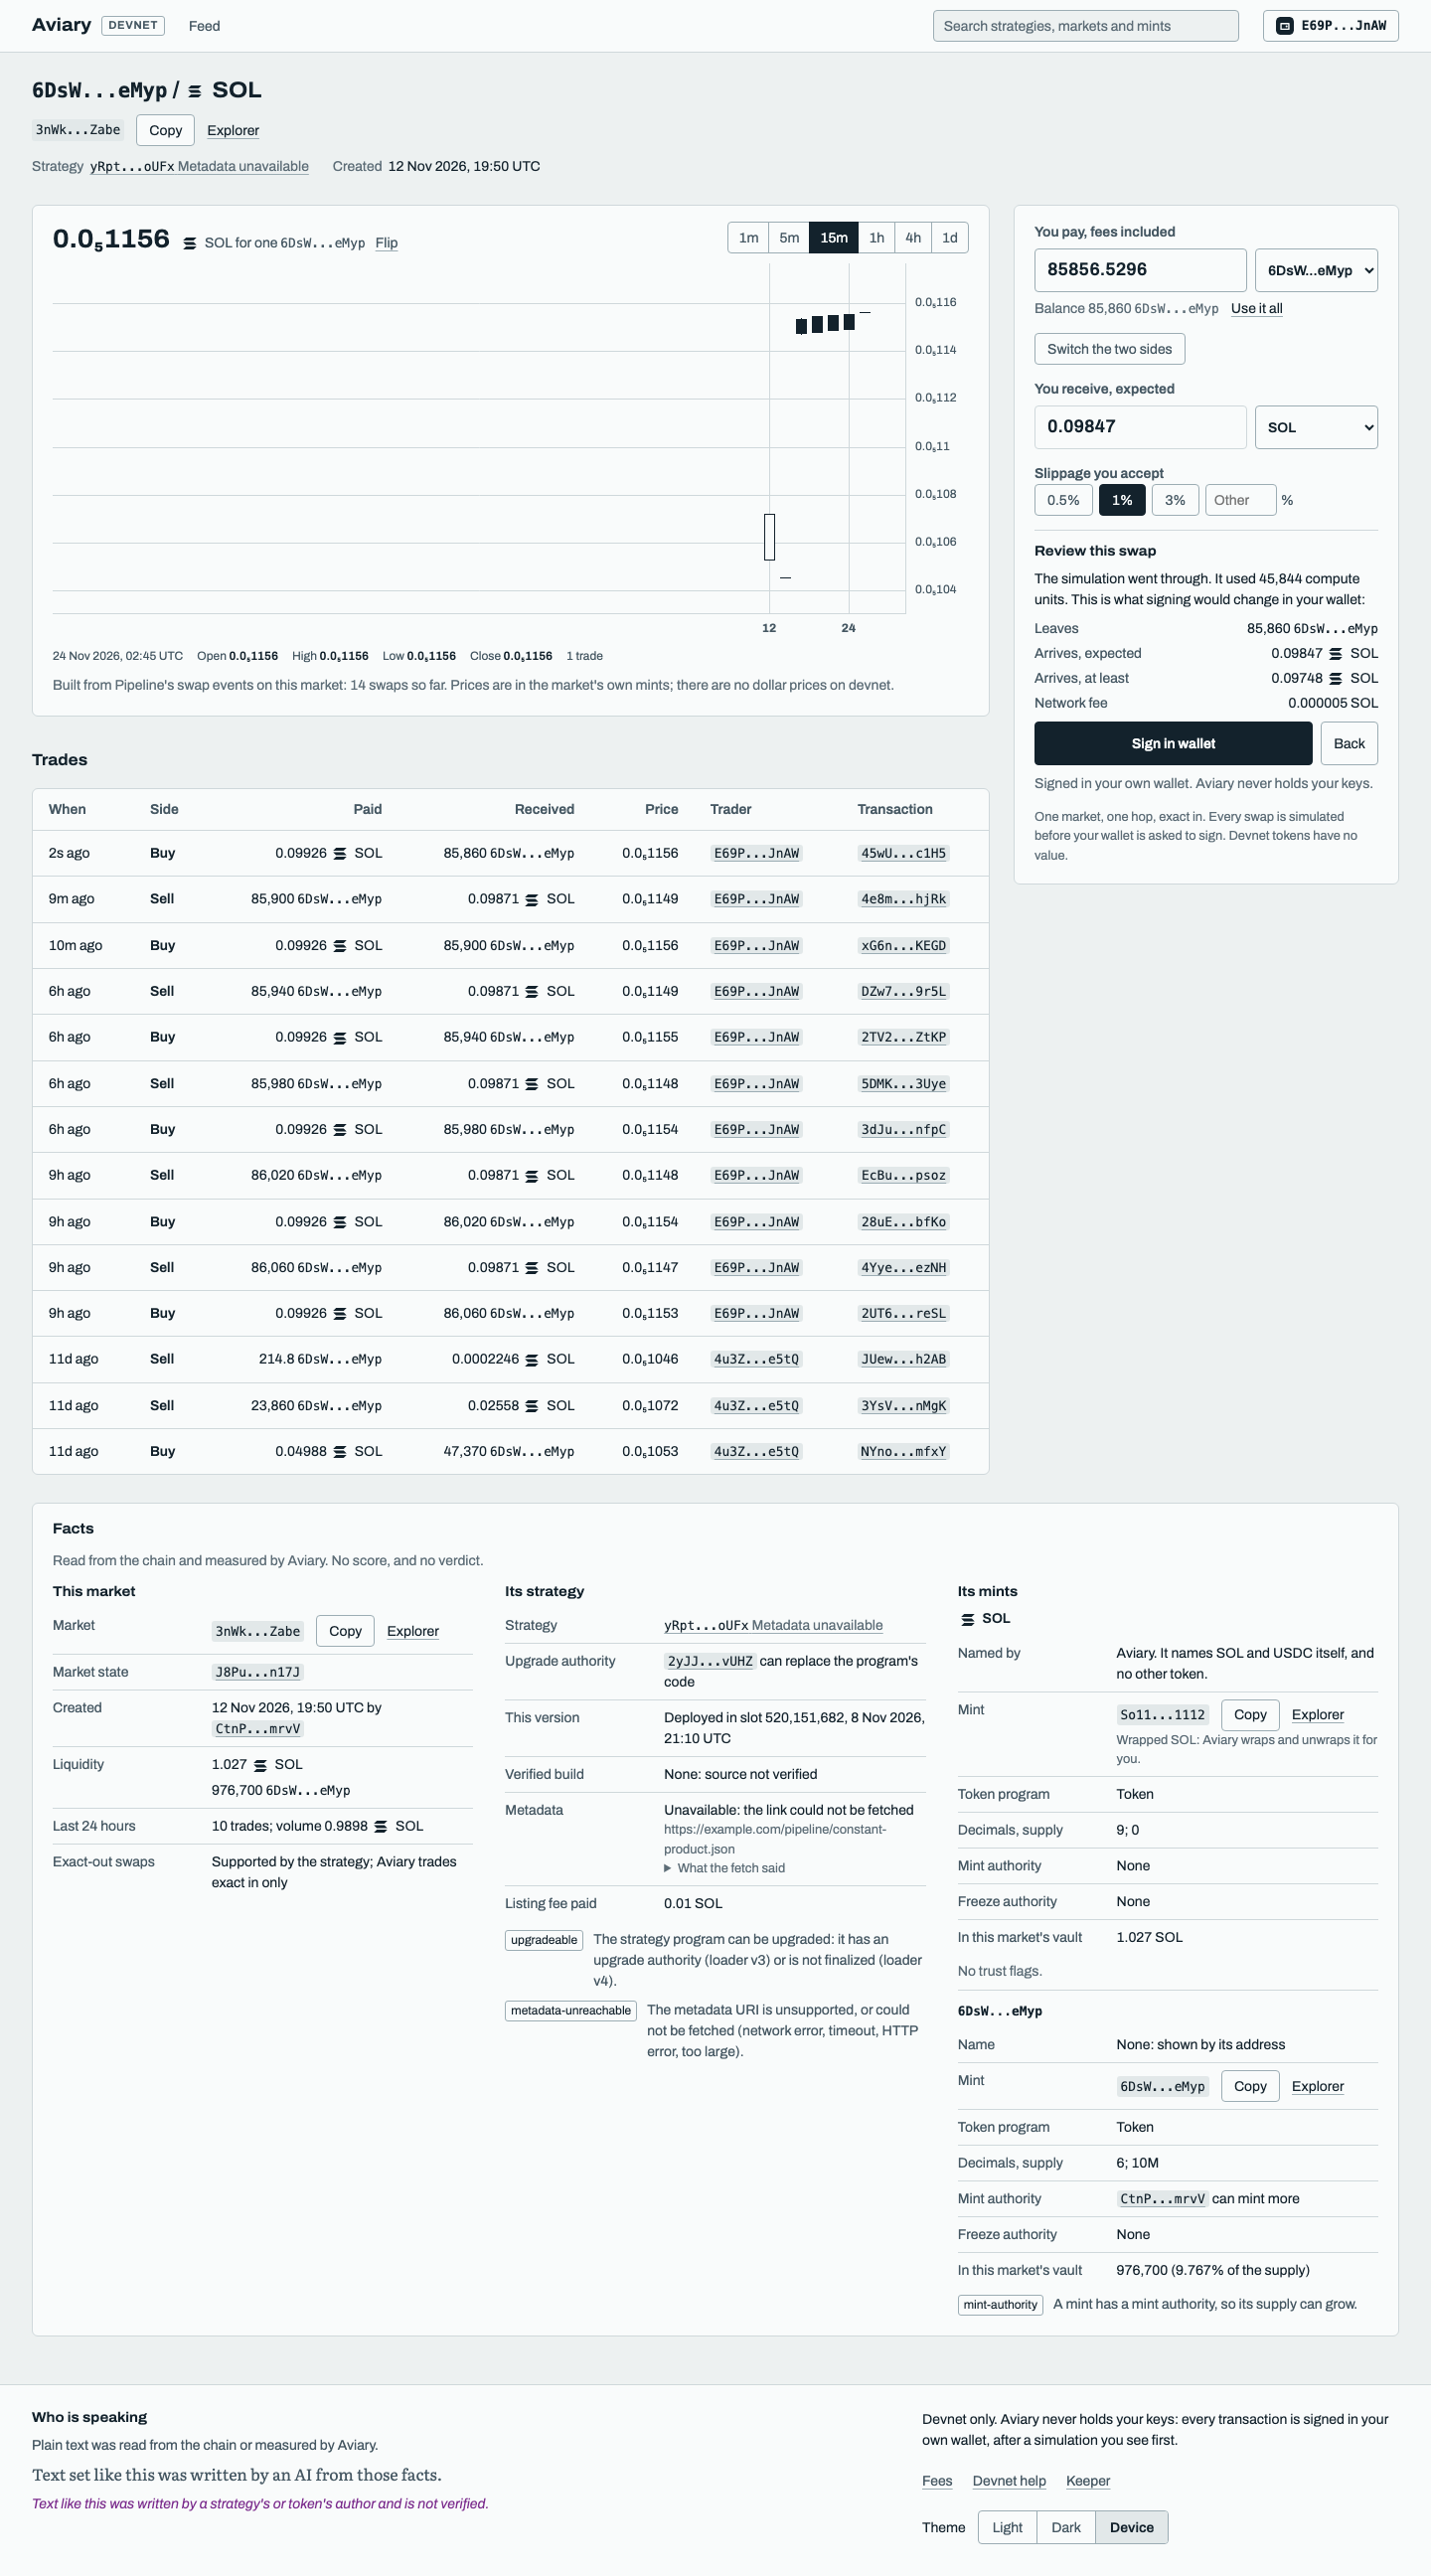 Aviary DEVNET Feed Search strategies, markets and mints E69P...JnAW
6DsW...eMyp / SOL
3nWk...Zabe Copy Explorer
Strategy yRpt...oUFx Metadata unavailable Created 12 Nov 2026, 19:50 UTC
0.0₅1156 SOL for one 6DsW...eMyp Flip
1m 5m 15m 1h 4h 1d
0.0₅116
0.0₅114
0.0₅112
0.0₅11
0.0₅108
0.0₅106
0.0₅104
12 24
24 Nov 2026, 02:45 UTC Open 0.0₅1156 High 0.0₅1156 Low 0.0₅1156 Close 0.0₅1156 1 trade
Built from Pipeline's swap events on this market: 14 swaps so far. Prices are in the market's own mints; there are no dollar prices on devnet.
You pay, fees included
85856.5296 6DsW...eMyp
Balance 85,860 6DsW...eMyp Use it all
Switch the two sides
You receive, expected
0.09847 SOL
Slippage you accept
0.5% 1% 3% Other %
Review this swap
The simulation went through. It used 45,844 compute
units. This is what signing would change in your wallet:
Leaves 85,860 6DsW...eMyp
Arrives, expected 0.09847 SOL
Arrives, at least 0.09748 SOL
Network fee 0.000005 SOL
Sign in wallet Back
Signed in your own wallet. Aviary never holds your keys.
One market, one hop, exact in. Every swap is simulated
before your wallet is asked to sign. Devnet tokens have no
value.
Trades
When Side Paid Received Price Trader Transaction
2s ago Buy 0.09926 SOL 85,860 6DsW...eMyp 0.0₅1156 E69P...JnAW 45wU...c1H5
9m ago Sell 85,900 6DsW...eMyp 0.09871 SOL 0.0₅1149 E69P...JnAW 4e8m...hjRk
10m ago Buy 0.09926 SOL 85,900 6DsW...eMyp 0.0₅1156 E69P...JnAW xG6n...KEGD
6h ago Sell 85,940 6DsW...eMyp 0.09871 SOL 0.0₅1149 E69P...JnAW DZw7...9r5L
6h ago Buy 0.09926 SOL 85,940 6DsW...eMyp 0.0₅1155 E69P...JnAW 2TV2...ZtKP
6h ago Sell 85,980 6DsW...eMyp 0.09871 SOL 0.0₅1148 E69P...JnAW 5DMK...3Uye
6h ago Buy 0.09926 SOL 85,980 6DsW...eMyp 0.0₅1154 E69P...JnAW 3dJu...nfpC
9h ago Sell 86,020 6DsW...eMyp 0.09871 SOL 0.0₅1148 E69P...JnAW EcBu...psoz
9h ago Buy 0.09926 SOL 86,020 6DsW...eMyp 0.0₅1154 E69P...JnAW 28uE...bfKo
9h ago Sell 86,060 6DsW...eMyp 0.09871 SOL 0.0₅1147 E69P...JnAW 4Yye...ezNH
9h ago Buy 0.09926 SOL 86,060 6DsW...eMyp 0.0₅1153 E69P...JnAW 2UT6...reSL
11d ago Sell 214.8 6DsW...eMyp 0.0002246 SOL 0.0₅1046 4u3Z...e5tQ JUew...h2AB
11d ago Sell 23,860 6DsW...eMyp 0.02558 SOL 0.0₅1072 4u3Z...e5tQ 3YsV...nMgK
11d ago Buy 0.04988 SOL 47,370 6DsW...eMyp 0.0₅1053 4u3Z...e5tQ NYno...mfxY
Facts
Read from the chain and measured by Aviary. No score, and no verdict.
This market
Market 3nWk...Zabe Copy Explorer
Market state J8Pu...n17J
Created 12 Nov 2026, 19:50 UTC by
CtnP...mrvV
Liquidity 1.027 SOL
976,700 6DsW...eMyp
Last 24 hours 10 trades; volume 0.9898 SOL
Exact-out swaps Supported by the strategy; Aviary trades
exact in only
Its strategy
Strategy yRpt...oUFx Metadata unavailable
Upgrade authority 2yJJ...vUHZ can replace the program's
code
This version Deployed in slot 520,151,682, 8 Nov 2026,
21:10 UTC
Verified build None: source not verified
Metadata Unavailable: the link could not be fetched
https://example.com/pipeline/constant-
product.json
▶ What the fetch said
Listing fee paid 0.01 SOL
upgradeable The strategy program can be upgraded: it has an
upgrade authority (loader v3) or is not finalized (loader
v4).
metadata-unreachable The metadata URI is unsupported, or could
not be fetched (network error, timeout, HTTP
error, too large).
Its mints
SOL
Named by Aviary. It names SOL and USDC itself, and
no other token.
Mint So11...1112 Copy Explorer
Wrapped SOL: Aviary wraps and unwraps it for
you.
Token program Token
Decimals, supply 9; 0
Mint authority None
Freeze authority None
In this market's vault 1.027 SOL
No trust flags.
6DsW...eMyp
Name None: shown by its address
Mint 6DsW...eMyp Copy Explorer
Token program Token
Decimals, supply 6; 10M
Mint authority CtnP...mrvV can mint more
Freeze authority None
In this market's vault 976,700 (9.767% of the supply)
mint-authority A mint has a mint authority, so its supply can grow.
Who is speaking
Plain text was read from the chain or measured by Aviary.
Text set like this was written by an AI from those facts.
Text like this was written by a strategy's or token's author and is not verified.
Devnet only. Aviary never holds your keys: every transaction is signed in your
own wallet, after a simulation you see first.
Fees Devnet help Keeper
Theme Light Dark Device